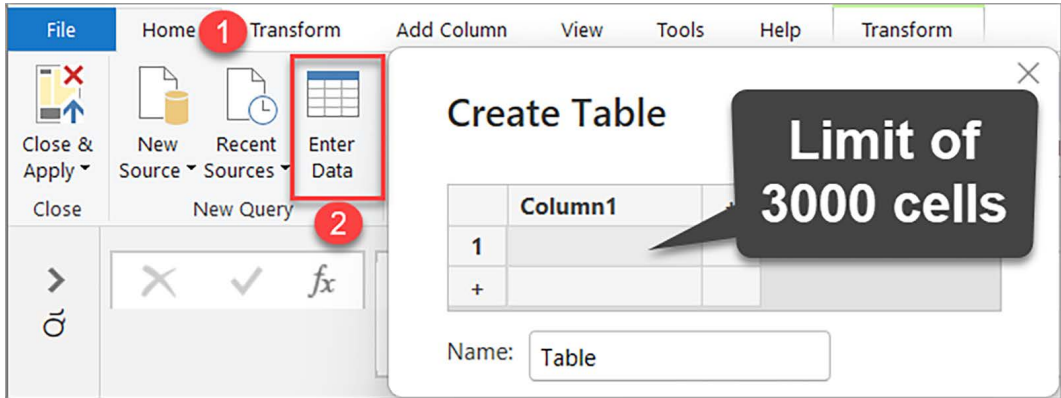 File Home 1 Transform Add Column View Tools Help Transform
Close &
Apply
New
Source
Recent
Sources
Enter
Data
Close
New Query
2
fx
Create Table
Limit of
3000 cells
Column1
1
+
Name: Table